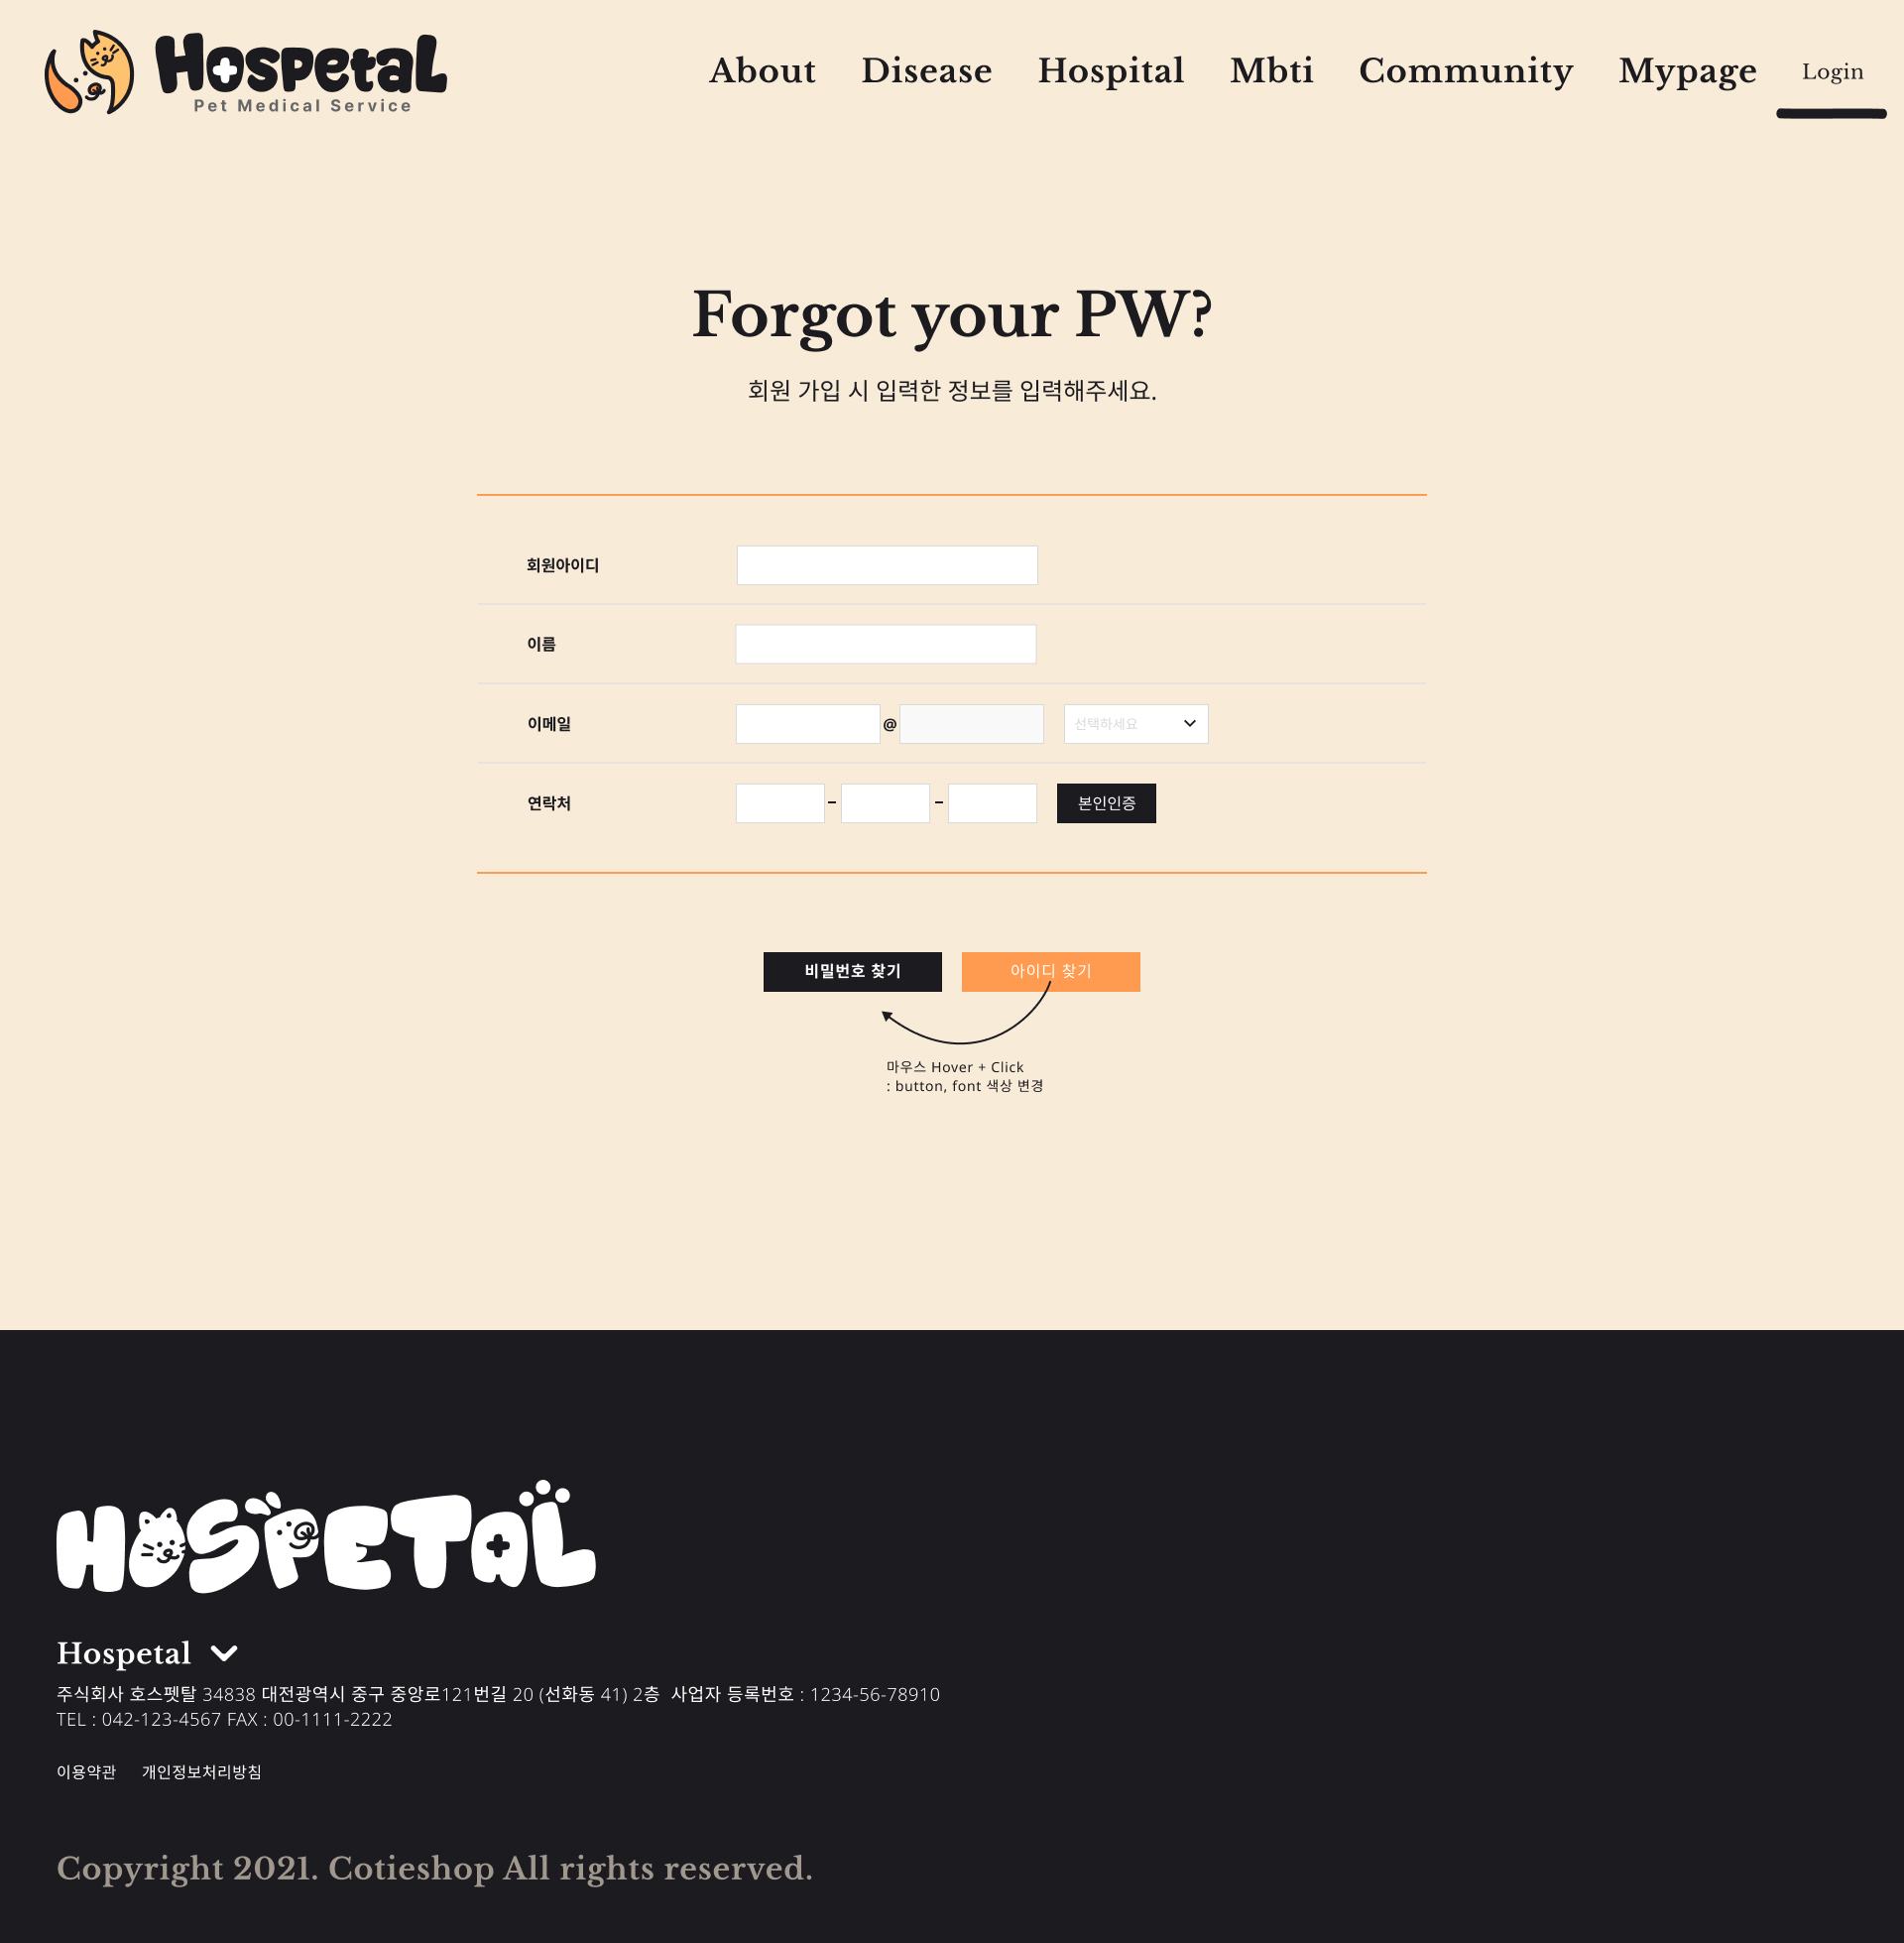 Hospetal
Pet Medical Service
About Disease Hospital Mbti Community Mypage Login
Forgot your PW?
회원 가입 시 입력한 정보를 입력해주세요.
회원아이디
이름
이메일 @ 선택하세요
연락처 - - 본인인증
비밀번호 찾기 아이디 찾기
마우스 Hover + Click
: button, font 색상 변경
HOSPETAL
Hospetal
주식회사 호스펫탈 34838 대전광역시 중구 중앙로121번길 20 (선화동 41) 2층 사업자 등록번호 : 1234-56-78910
TEL : 042-123-4567 FAX : 00-1111-2222
이용약관 개인정보처리방침
Copyright 2021. Cotieshop All rights reserved.